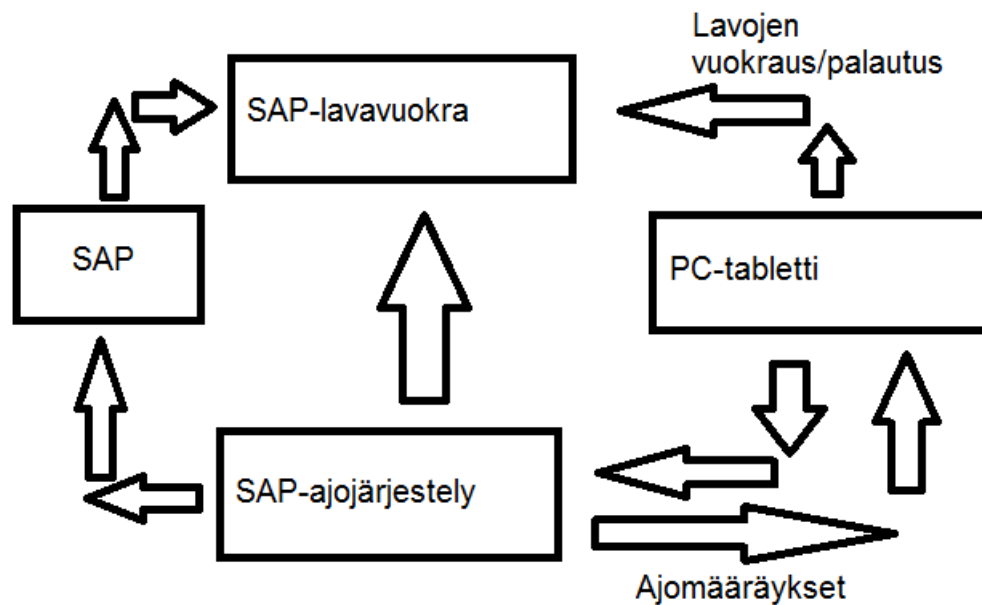 Lavojen
vuokraus/palautus
SAP-lavavuokra
SAP
PC-tabletti
SAP-ajojärjestely
Ajomääräykset